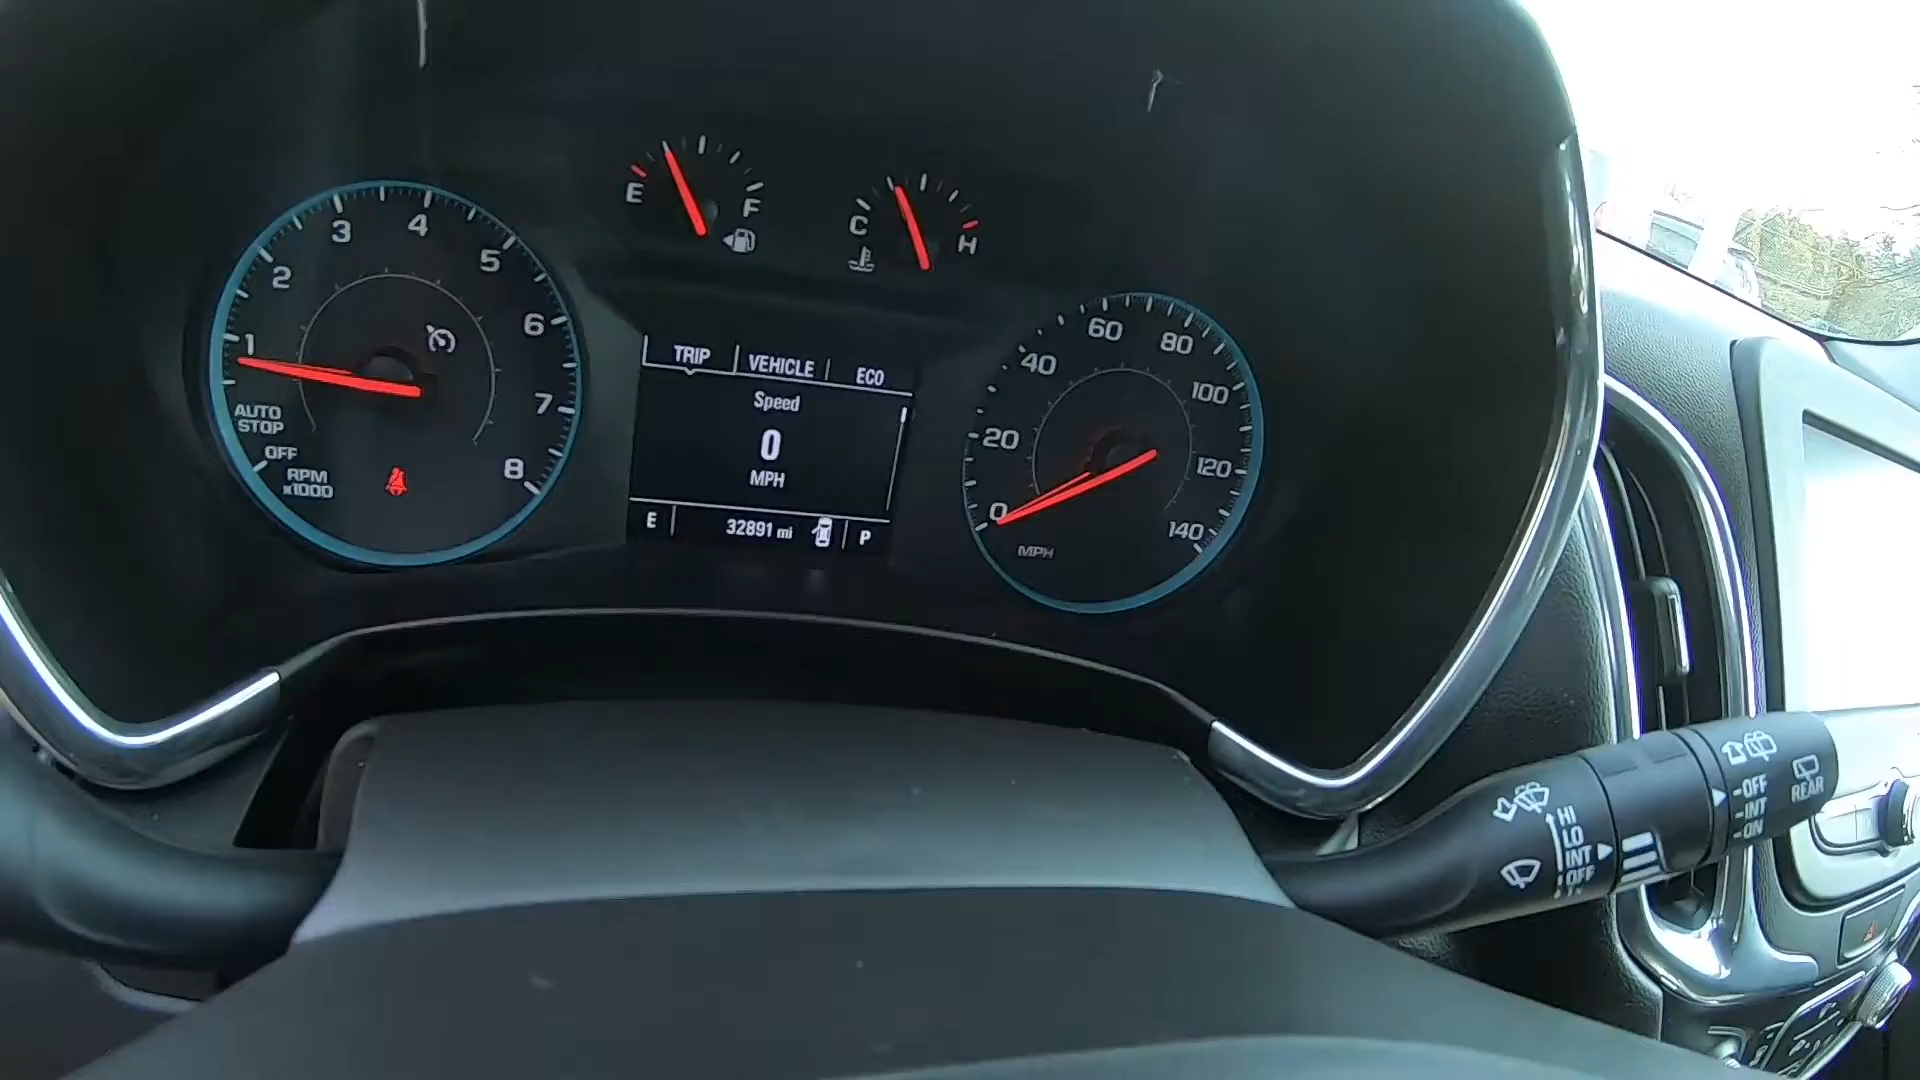 1
2
3
4
5
6
7
8
AUTO
STOP
OFF
RPM
x1000
E
F
C
H
TRIP
VEHICLE
ECO
Speed
0
MPH
E
32891 mi
P
0
20
40
60
80
100
120
140
MPH
HI
LO
INT
OFF
OFF
INT
ON
REAR